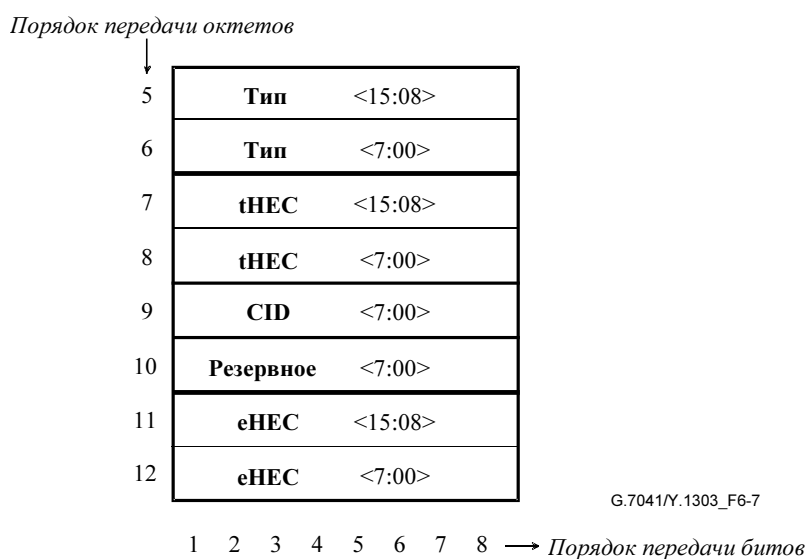 Порядок передачи октетов
5 Тип <15:08>
6 Тип <7:00>
7 tHEC <15:08>
8 tHEC <7:00>
9 CID <7:00>
10 Резервное <7:00>
11 eHEC <15:08>
12 eHEC <7:00>
G.7041/Y.1303_F6-7
1 2 3 4 5 6 7 8 Порядок передачи битов